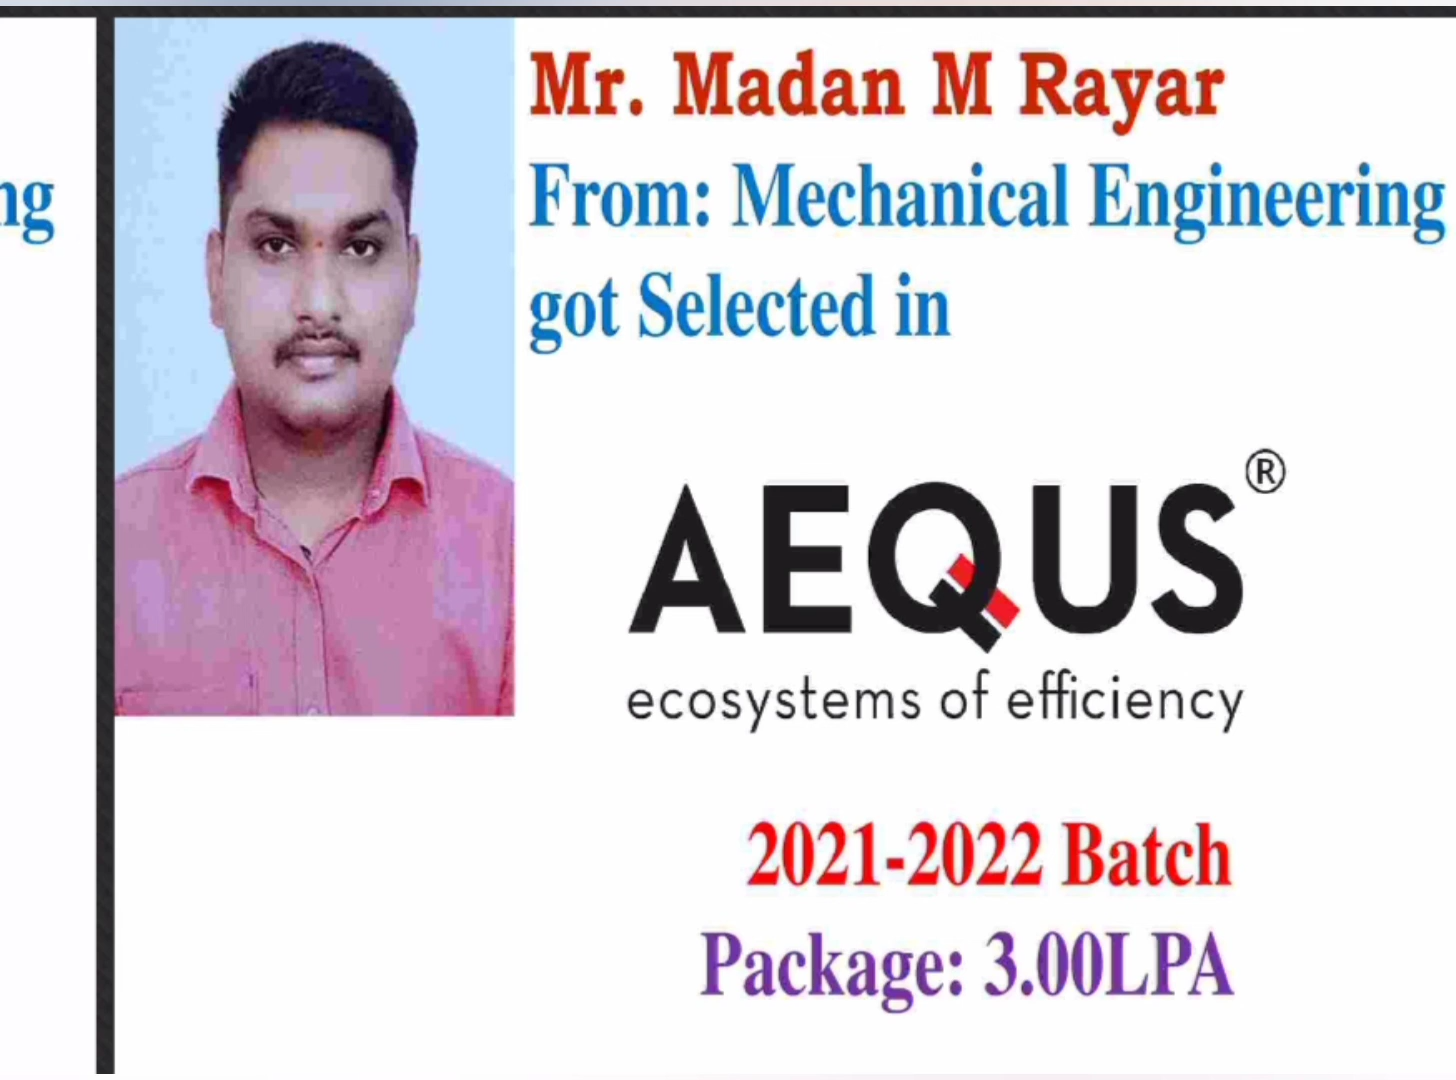 ng
Mr. Madan M Rayar
From: Mechanical Engineering
got Selected in
AEQUS®
ecosystems of efficiency
2021-2022 Batch
Package: 3.00LPA